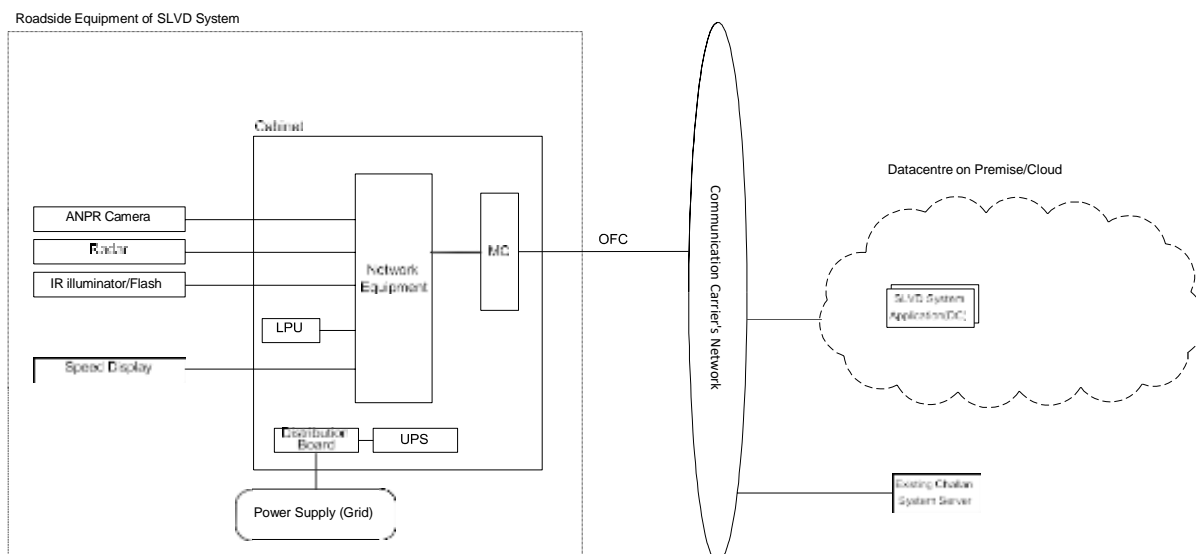 Roadside Equipment of SLVD System
Cabinet
ANPR Camera
Radar
IR illuminator/Flash
LPU
Speed Display
Network
Equipment
MC
Distribution
Board
UPS
Power Supply (Grid)
OFC
Communication Carrier's Network
Datacentre on Premise/Cloud
SLVD System
Application(DC)
Existing Challan
System Server